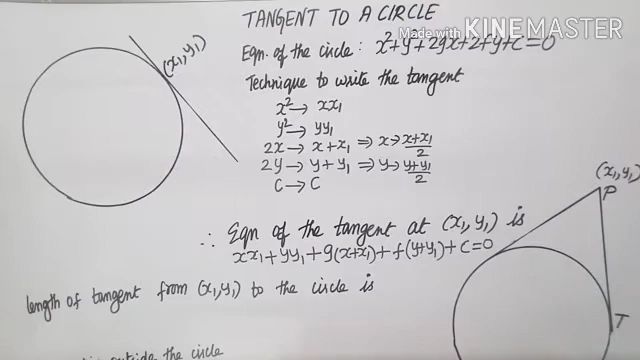 TANGENT TO A CIRCLE
Made with KINEMASTER
Eqn. of the circle: x²+y²+2gx+2fy+c=0
(x₁,y₁)
Technique to write the tangent
x² → xx₁
y² → yy₁
2x → x+x₁ ⇒ x → x+x₁/2
2y → y+y₁ ⇒ y → y+y₁/2
C → C
(x₁,y₁)
P
∴ Eqn of the tangent at (x₁,y₁) is
xx₁+yy₁+g(x+x₁)+f(y+y₁)+c=0
length of tangent from (x₁,y₁) to the circle is
T
outside the circle